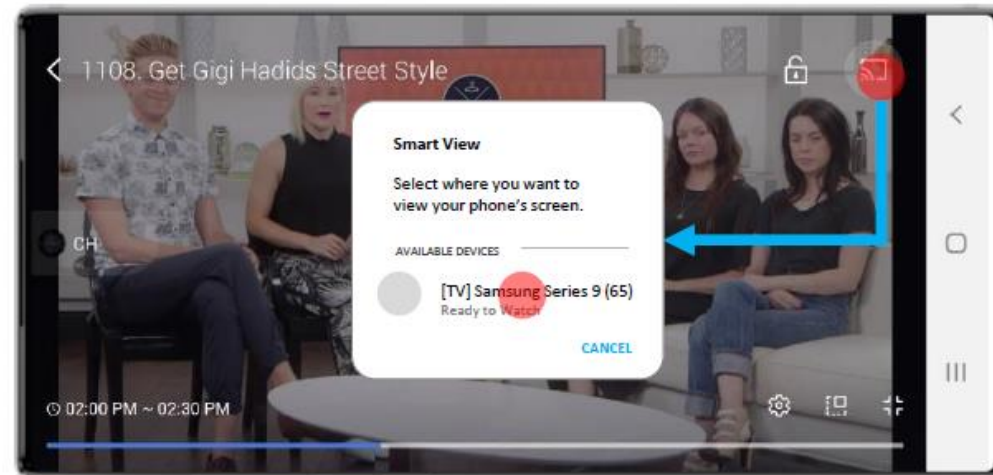 1108. Get Gigi Hadids Street Style
Smart View
Select where you want to
view your phone's screen.
CH
AVAILABLE DEVICES
[TV] Samsung Series 9 (65)
Ready to Watch
CANCEL
02:00 PM ~ 02:30 PM